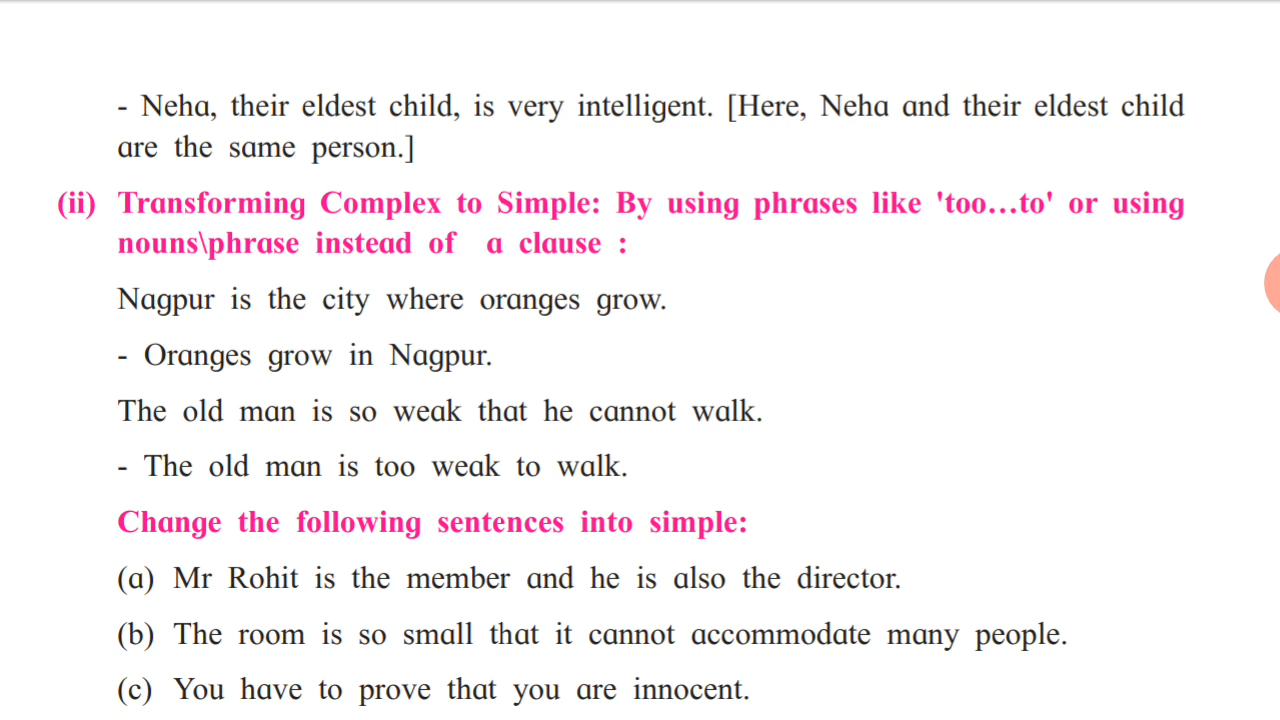 - Neha, their eldest child, is very intelligent. [Here, Neha and their eldest child
are the same person.]
(ii) Transforming Complex to Simple: By using phrases like 'too...to' or using
nouns\phrase instead of a clause :
Nagpur is the city where oranges grow.
- Oranges grow in Nagpur.
The old man is so weak that he cannot walk.
- The old man is too weak to walk.
Change the following sentences into simple:
(a) Mr Rohit is the member and he is also the director.
(b) The room is so small that it cannot accommodate many people.
(c) You have to prove that you are innocent.